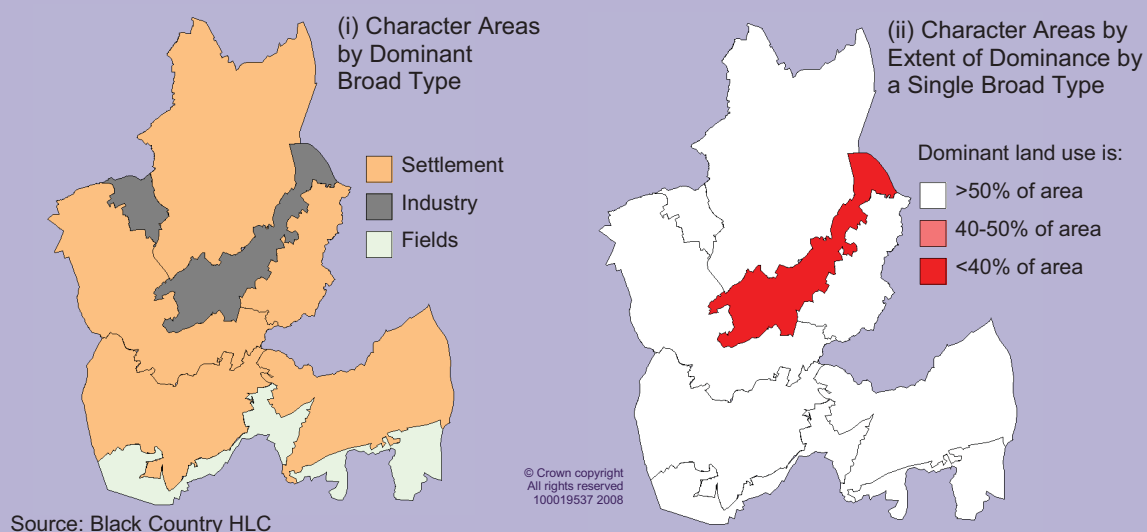 (i) Character Areas
by Dominant
Broad Type
Settlement
Industry
Fields
(ii) Character Areas by
Extent of Dominance by
a Single Broad Type
Dominant land use is:
>50% of area
40-50% of area
<40% of area
© Crown copyright
All rights reserved
100019537 2008
Source: Black Country HLC